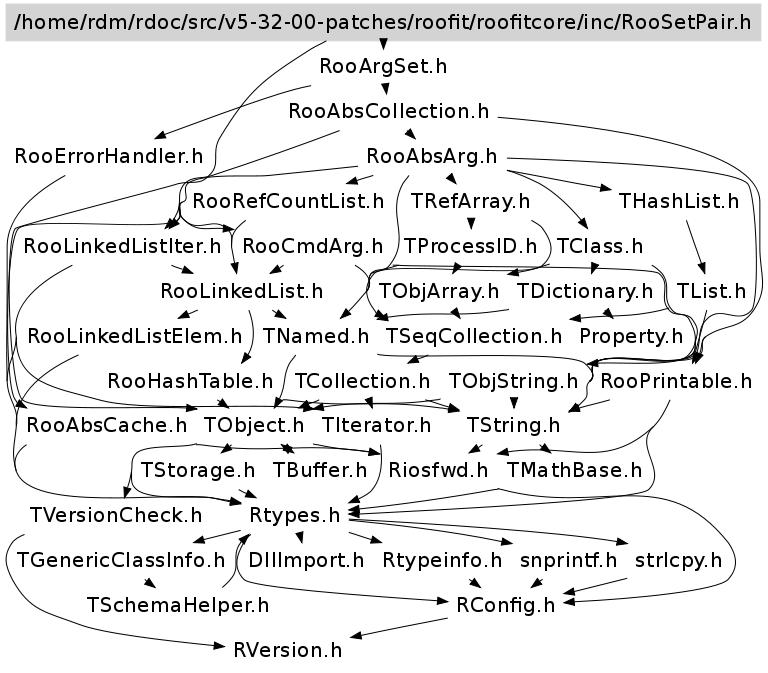 /home/rdm/rdoc/src/v5-32-00-patches/roofit/roofitcore/inc/RooSetPair.h
RooArgSet.h
RooAbsCollection.h
RooErrorHandler.h
RooAbsArg.h
RooRefCountList.h
TRefArray.h
THashList.h
RooLinkedListIter.h
RooCmdArg.h
TProcessID.h
TClass.h
RooLinkedList.h
TObjArray.h
TDictionary.h
TList.h
RooLinkedListElem.h
TNamed.h
TSeqCollection.h
Property.h
RooHashTable.h
TCollection.h
TObjString.h
RooPrintable.h
RooAbsCache.h
TObject.h
TIterator.h
TString.h
TStorage.h
TBuffer.h
Riosfwd.h
TMathBase.h
TVersionCheck.h
Rtypes.h
TGenericClassInfo.h
DllImport.h
Rtypeinfo.h
snprintf.h
strlcpy.h
TSchemaHelper.h
RConfig.h
RVersion.h